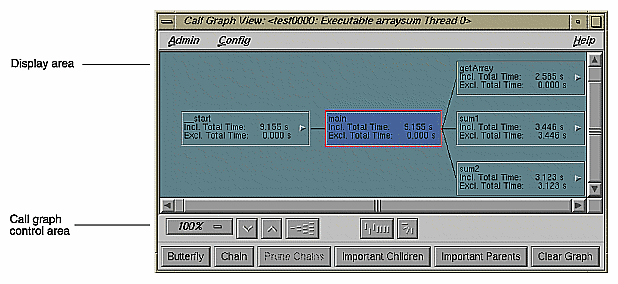 Call Graph View: <test0000: Executable arraysum Thread 0>
Admin Config Help
Display area
getArray
Incl. Total Time: 2.585 s
Excl. Total Time: 0.000 s
__start
Incl. Total Time: 9.155 s
Excl. Total Time: 0.000 s
main
Incl. Total Time: 9.155 s
Excl. Total Time: 0.000 s
sum1
Incl. Total Time: 3.446 s
Excl. Total Time: 3.446 s
sum2
Incl. Total Time: 3.123 s
Excl. Total Time: 3.123 s
Call graph
control area
100%
Butterfly Chain Prune Chains Important Children Important Parents Clear Graph